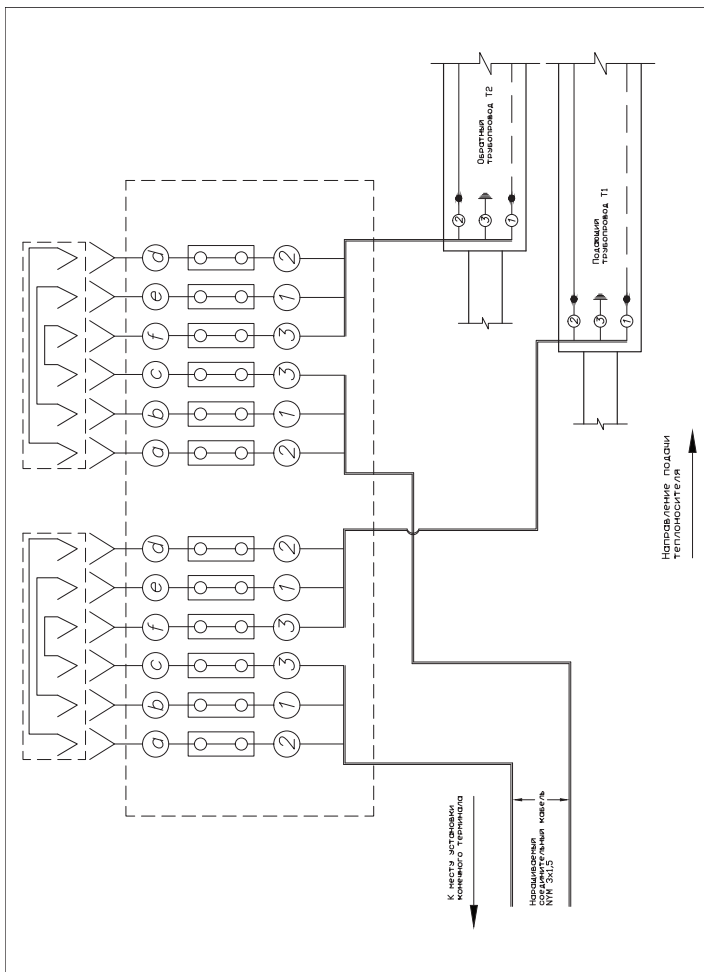 Обратный
трубопровод Т2
2
3
1
Подающий
трубопровод Т1
2
3
1
d
e
f
c
b
a
2
1
3
3
1
2
d
e
f
c
b
a
2
1
3
3
1
2
Направление подачи
теплоносителя
К месту установки
конечного терминала
Наращиваемый
соединительный кабель
NYM 3x1,5